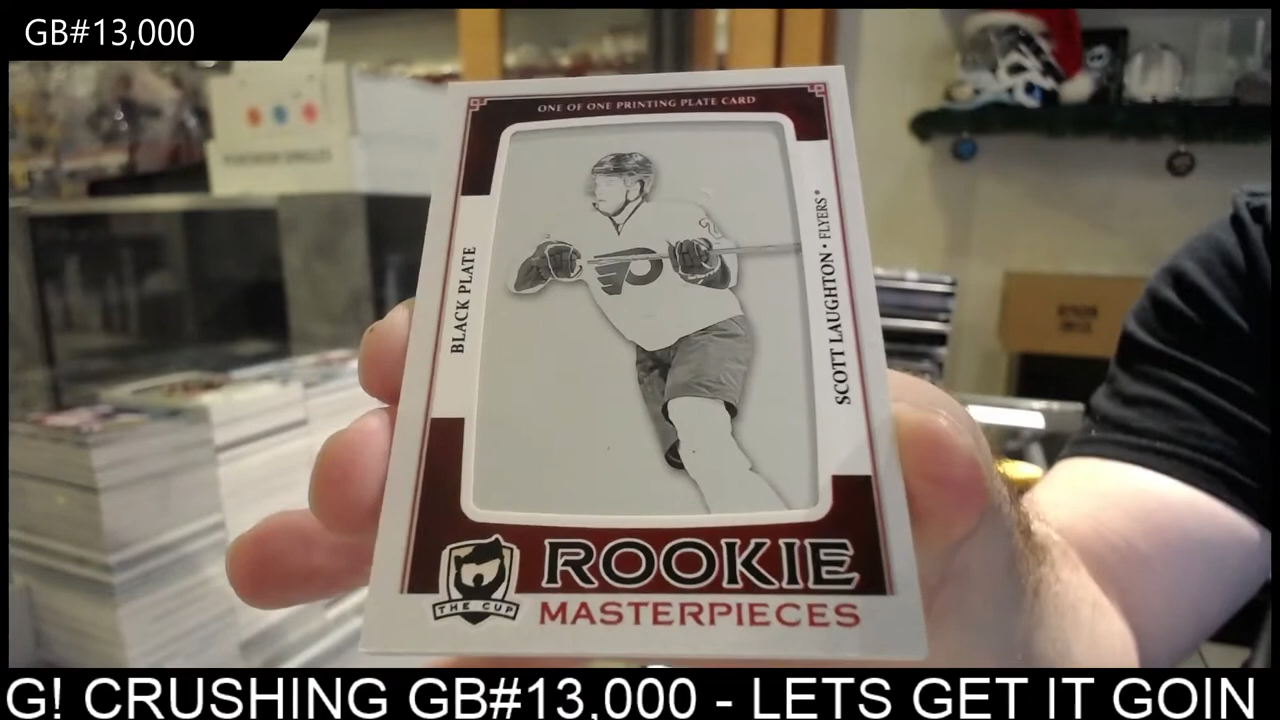 GB#13,000
ONE OF ONE PRINTING PLATE CARD
BLACK PLATE
SCOTT LAUGHTON • FLYERS*
2
THE CUP
ROOKIE
MASTERPIECES
G! CRUSHING GB#13,000 - LETS GET IT GOIN